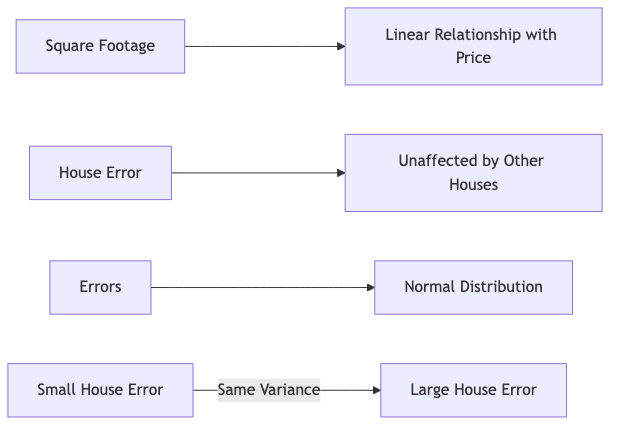 Square Footage
Linear Relationship with
Price
House Error
Unaffected by Other
Houses
Errors
Normal Distribution
Small House Error
Same Variance
Large House Error